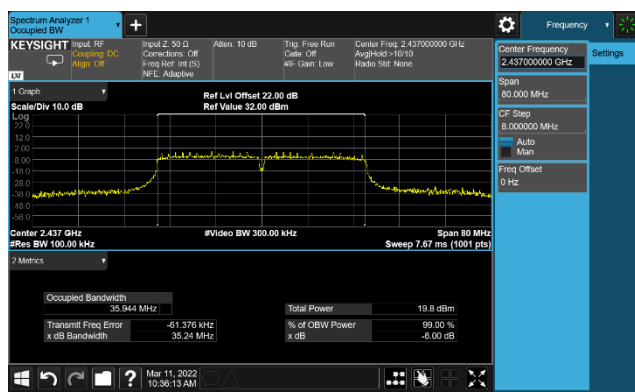 Spectrum Analyzer 1
Occupied BW
Frequency
KEYSIGHT
Input: RF
Coupling: DC
Align: Off
Input Z: 50 Ω
Corrections: Off
Freq Ref: Int (S)
NFE: Adaptive
Atten: 10 dB
Trig: Free Run
Gate: Off
#IF Gain: Low
Center Freq: 2.437000000 GHz
Avg|Hold:>10/10
Radio Std: None
LXI
1 Graph
Scale/Div 10.0 dB
Ref Lvl Offset 22.00 dB
Ref Value 32.00 dBm
Log
22.0
12.0
2.00
-8.00
-18.0
-28.0
-38.0
-48.0
-58.0
Center 2.437 GHz
#Res BW 100.00 kHz
#Video BW 300.00 kHz
Span 80 MHz
Sweep 7.67 ms (1001 pts)
2 Metrics
Occupied Bandwidth
35.944 MHz
Total Power 19.8 dBm
Transmit Freq Error -61.376 kHz
% of OBW Power 99.00 %
x dB Bandwidth 35.24 MHz
x dB -6.00 dB
?
Mar 11, 2022
10:36:13 AM
Center Frequency
2.437000000 GHz
Settings
Span
80.000 MHz
CF Step
8.000000 MHz
Auto
Man
Freq Offset
0 Hz